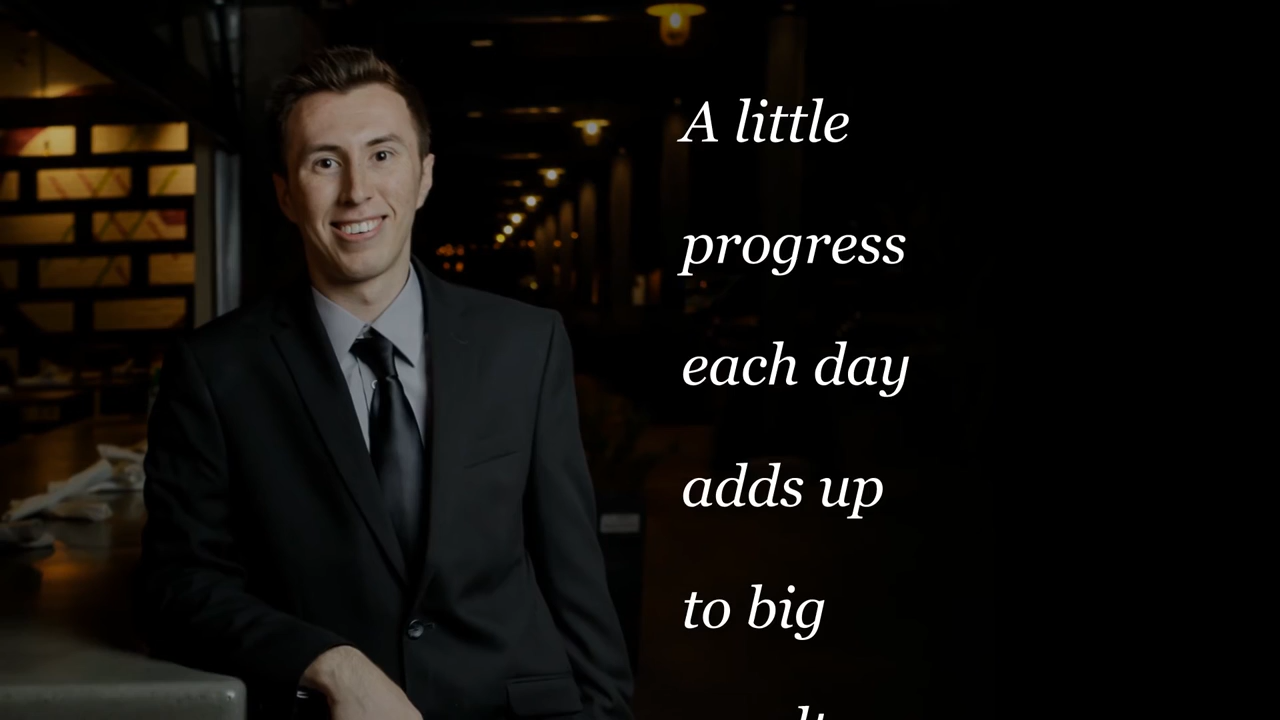 A little
progress
each day
adds up
to big